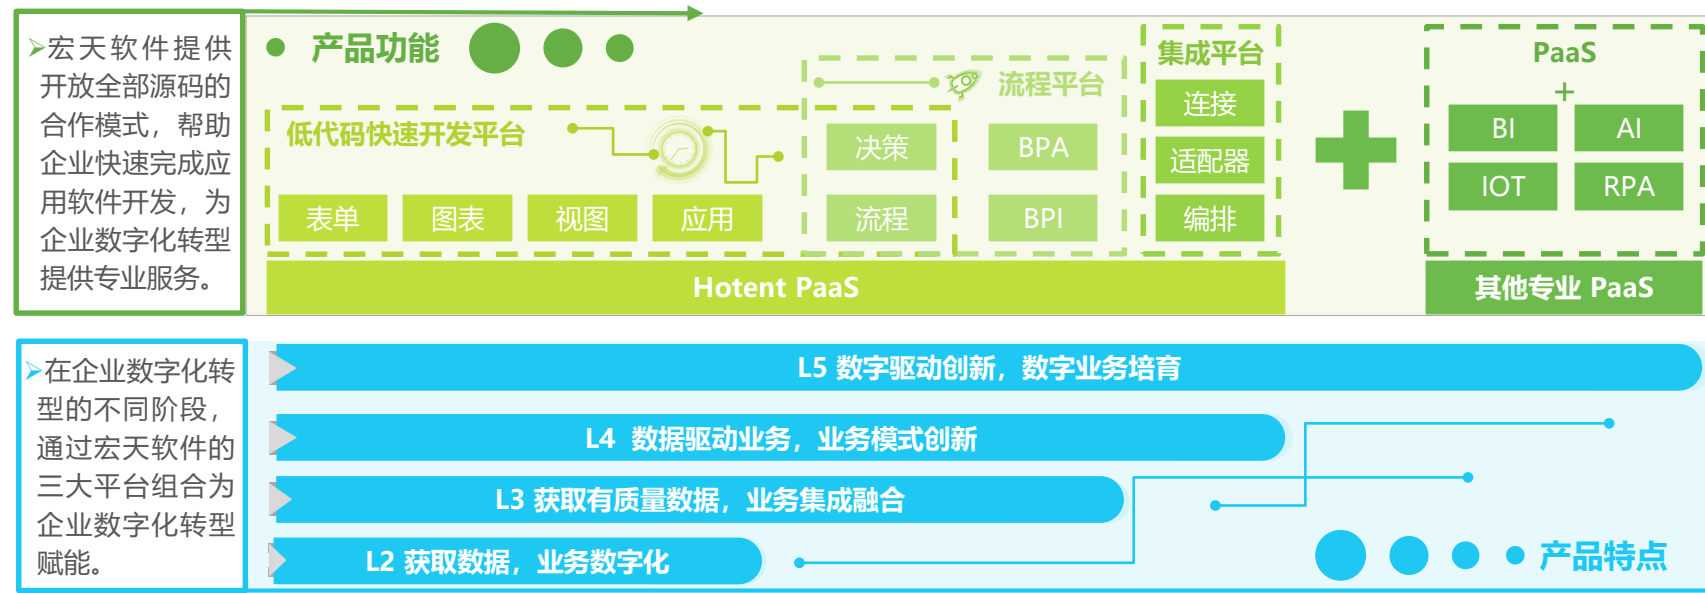 ➢宏天软件提供
开放全部源码的
合作模式，帮助
企业快速完成应
用软件开发，为
企业数字化转型
提供专业服务。
产品功能
低代码快速开发平台
表单 图表 视图 应用
流程平台
决策 BPA
流程 BPI
集成平台
连接
适配器
编排
Hotent PaaS
PaaS
+
BI AI
IOT RPA
其他专业 PaaS
➢在企业数字化转
型的不同阶段，
通过宏天软件的
三大平台组合为
企业数字化转型
赋能。
L5 数字驱动创新，数字业务培育
L4 数据驱动业务，业务模式创新
L3 获取有质量数据，业务集成融合
L2 获取数据，业务数字化
产品特点